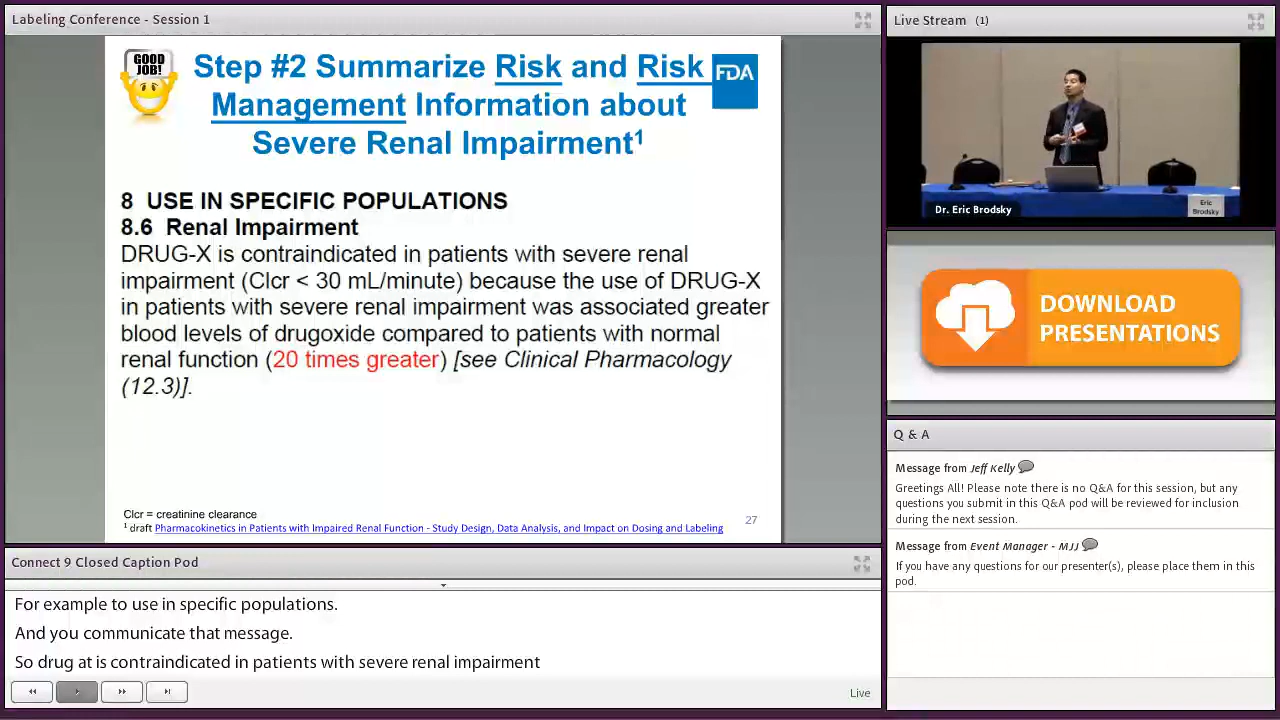 Labeling Conference - Session 1
GOOD
JOB!
Step #2 Summarize Risk and Risk
Management Information about
Severe Renal Impairment¹
FDA
8 USE IN SPECIFIC POPULATIONS
8.6 Renal Impairment
DRUG-X is contraindicated in patients with severe renal
impairment (Clcr < 30 mL/minute) because the use of DRUG-X
in patients with severe renal impairment was associated greater
blood levels of drugoxide compared to patients with normal
renal function (20 times greater) [see Clinical Pharmacology
(12.3)].
Clcr = creatinine clearance
¹ draft Pharmacokinetics in Patients with Impaired Renal Function - Study Design, Data Analysis, and Impact on Dosing and Labeling
27
Connect 9 Closed Caption Pod
For example to use in specific populations.
And you communicate that message.
So drug at is contraindicated in patients with severe renal impairment
Live
Live Stream (1)
Dr. Eric Brodsky
Eric
Brodsky
DOWNLOAD
PRESENTATIONS
Q & A
Message from Jeff Kelly
Greetings All! Please note there is no Q&A for this session, but any
questions you submit in this Q&A pod will be reviewed for inclusion
during the next session.
Message from Event Manager - MJJ
If you have any questions for our presenter(s), please place them in this
pod.